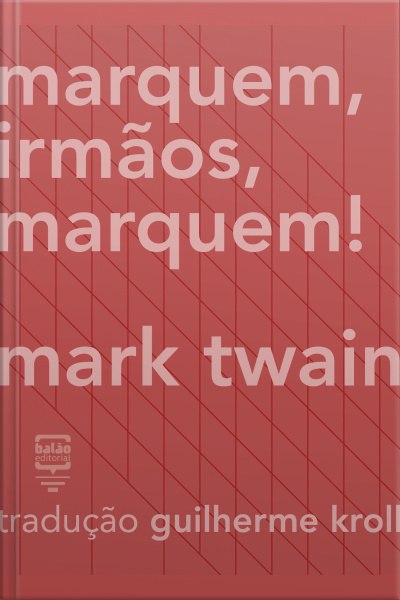 marquem,
irmãos,
marquem!
mark twain
balão
editorial
tradução guilherme kroll